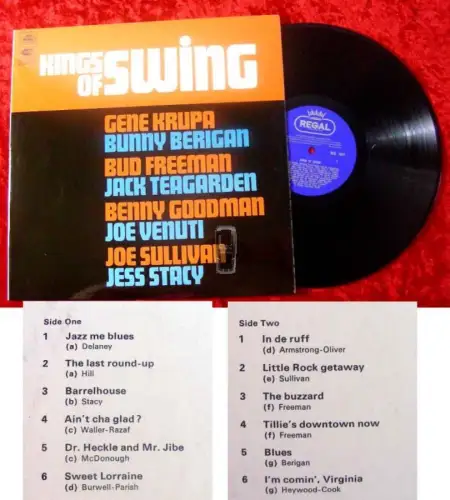 KINGS
OF SWING
GENE KRUPA
BUNNY BERIGAN
BUD FREEMAN
JACK TEAGARDEN
BENNY GOODMAN
JOE VENUTI
JOE SULLIVAN
JESS STACY
REGAL
Side One
1 Jazz me blues
(a) Delaney
2 The last round-up
(a) Hill
3 Barrelhouse
(b) Stacy
4 Ain't cha glad?
(c) Waller-Razaf
5 Dr. Heckle and Mr. Jibe
(c) McDonough
6 Sweet Lorraine
(d) Burwell-Parish
Side Two
1 In de ruff
(d) Armstrong-Oliver
2 Little Rock getaway
(e) Sullivan
3 The buzzard
(f) Freeman
4 Tillie's downtown now
(f) Freeman
5 Blues
(g) Berigan
6 I'm comin', Virginia
(g) Heywood-Cook